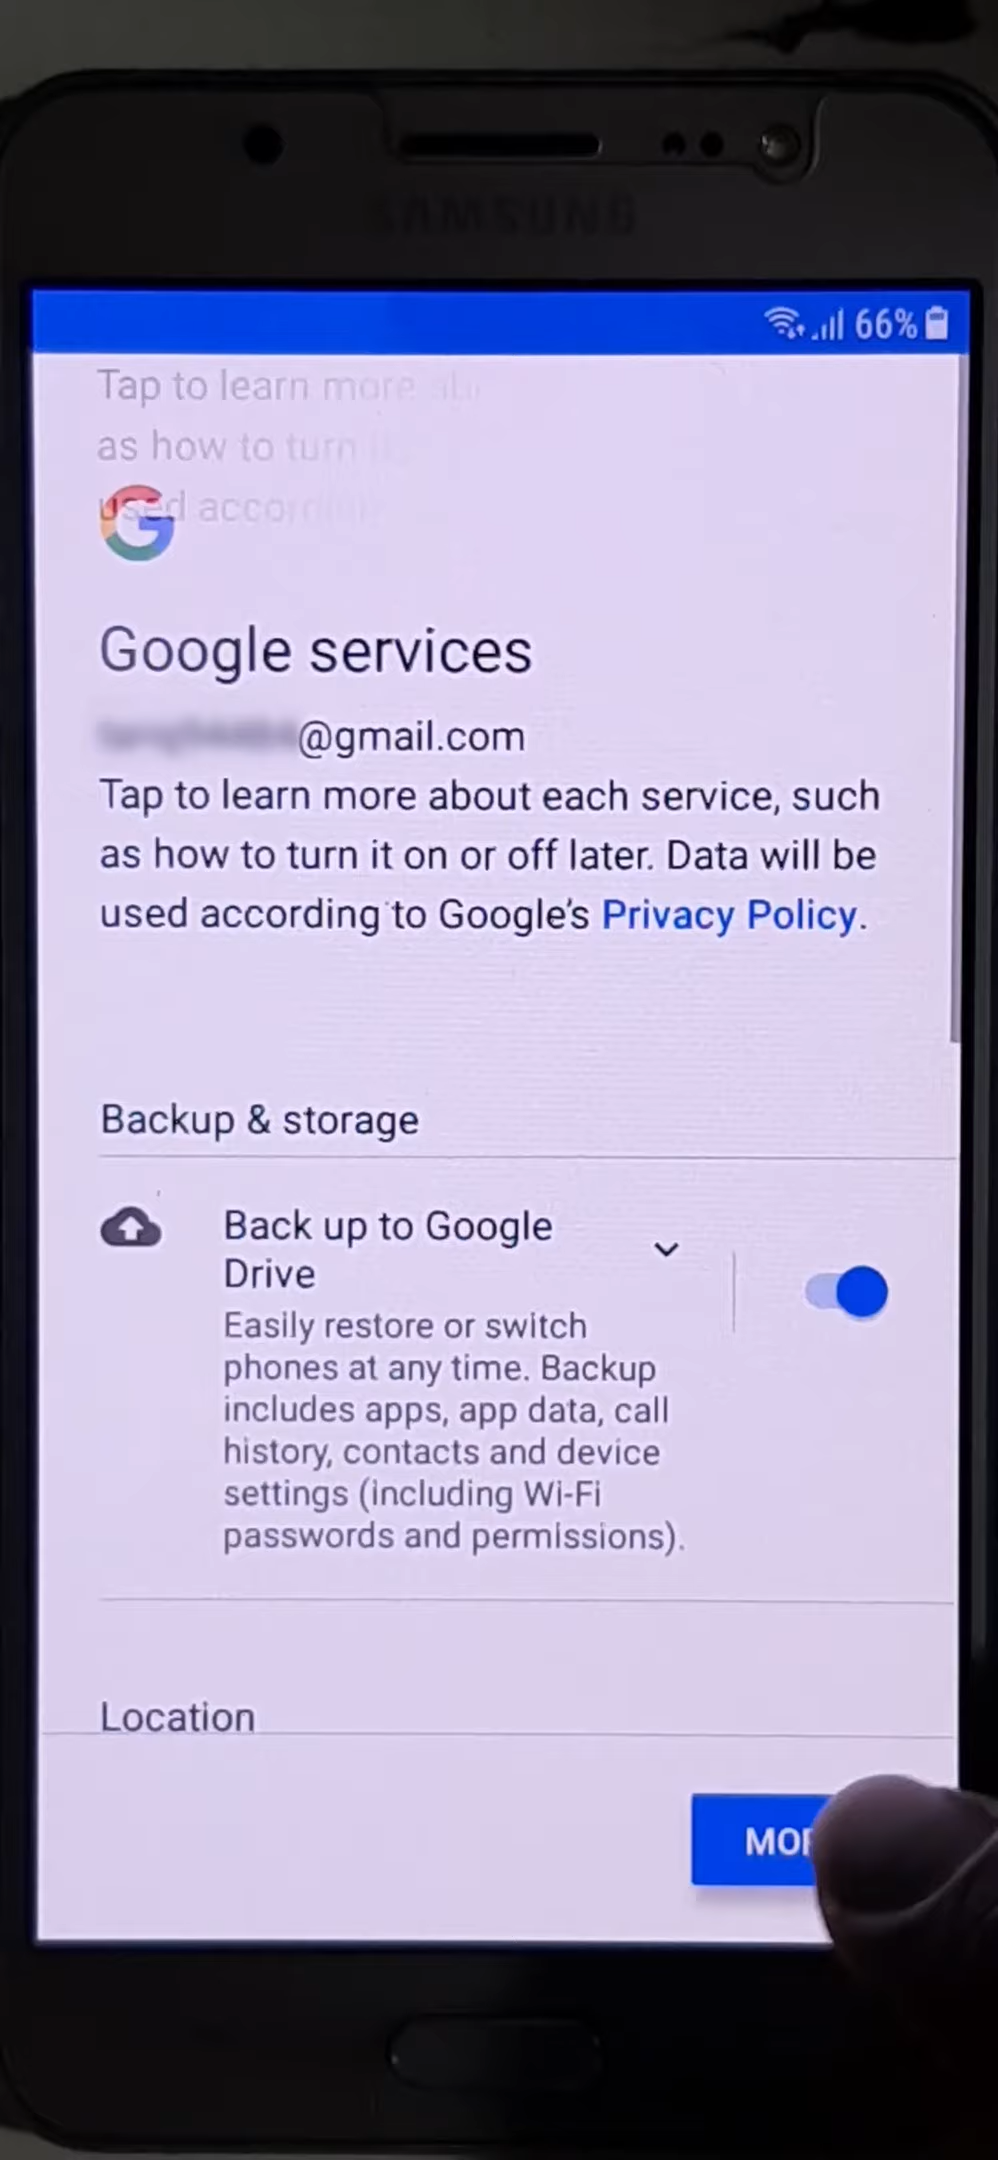 SAMSUNG
66%
Tap to learn more
as how to turn
used
Google services
@gmail.com
Tap to learn more about each service, such
as how to turn it on or off later. Data will be
used according to Google's Privacy Policy.
Backup & storage
Back up to Google
Drive
Easily restore or switch
phones at any time. Backup
includes apps, app data, call
history, contacts and device
settings (including Wi-Fi
passwords and permissions).
Location